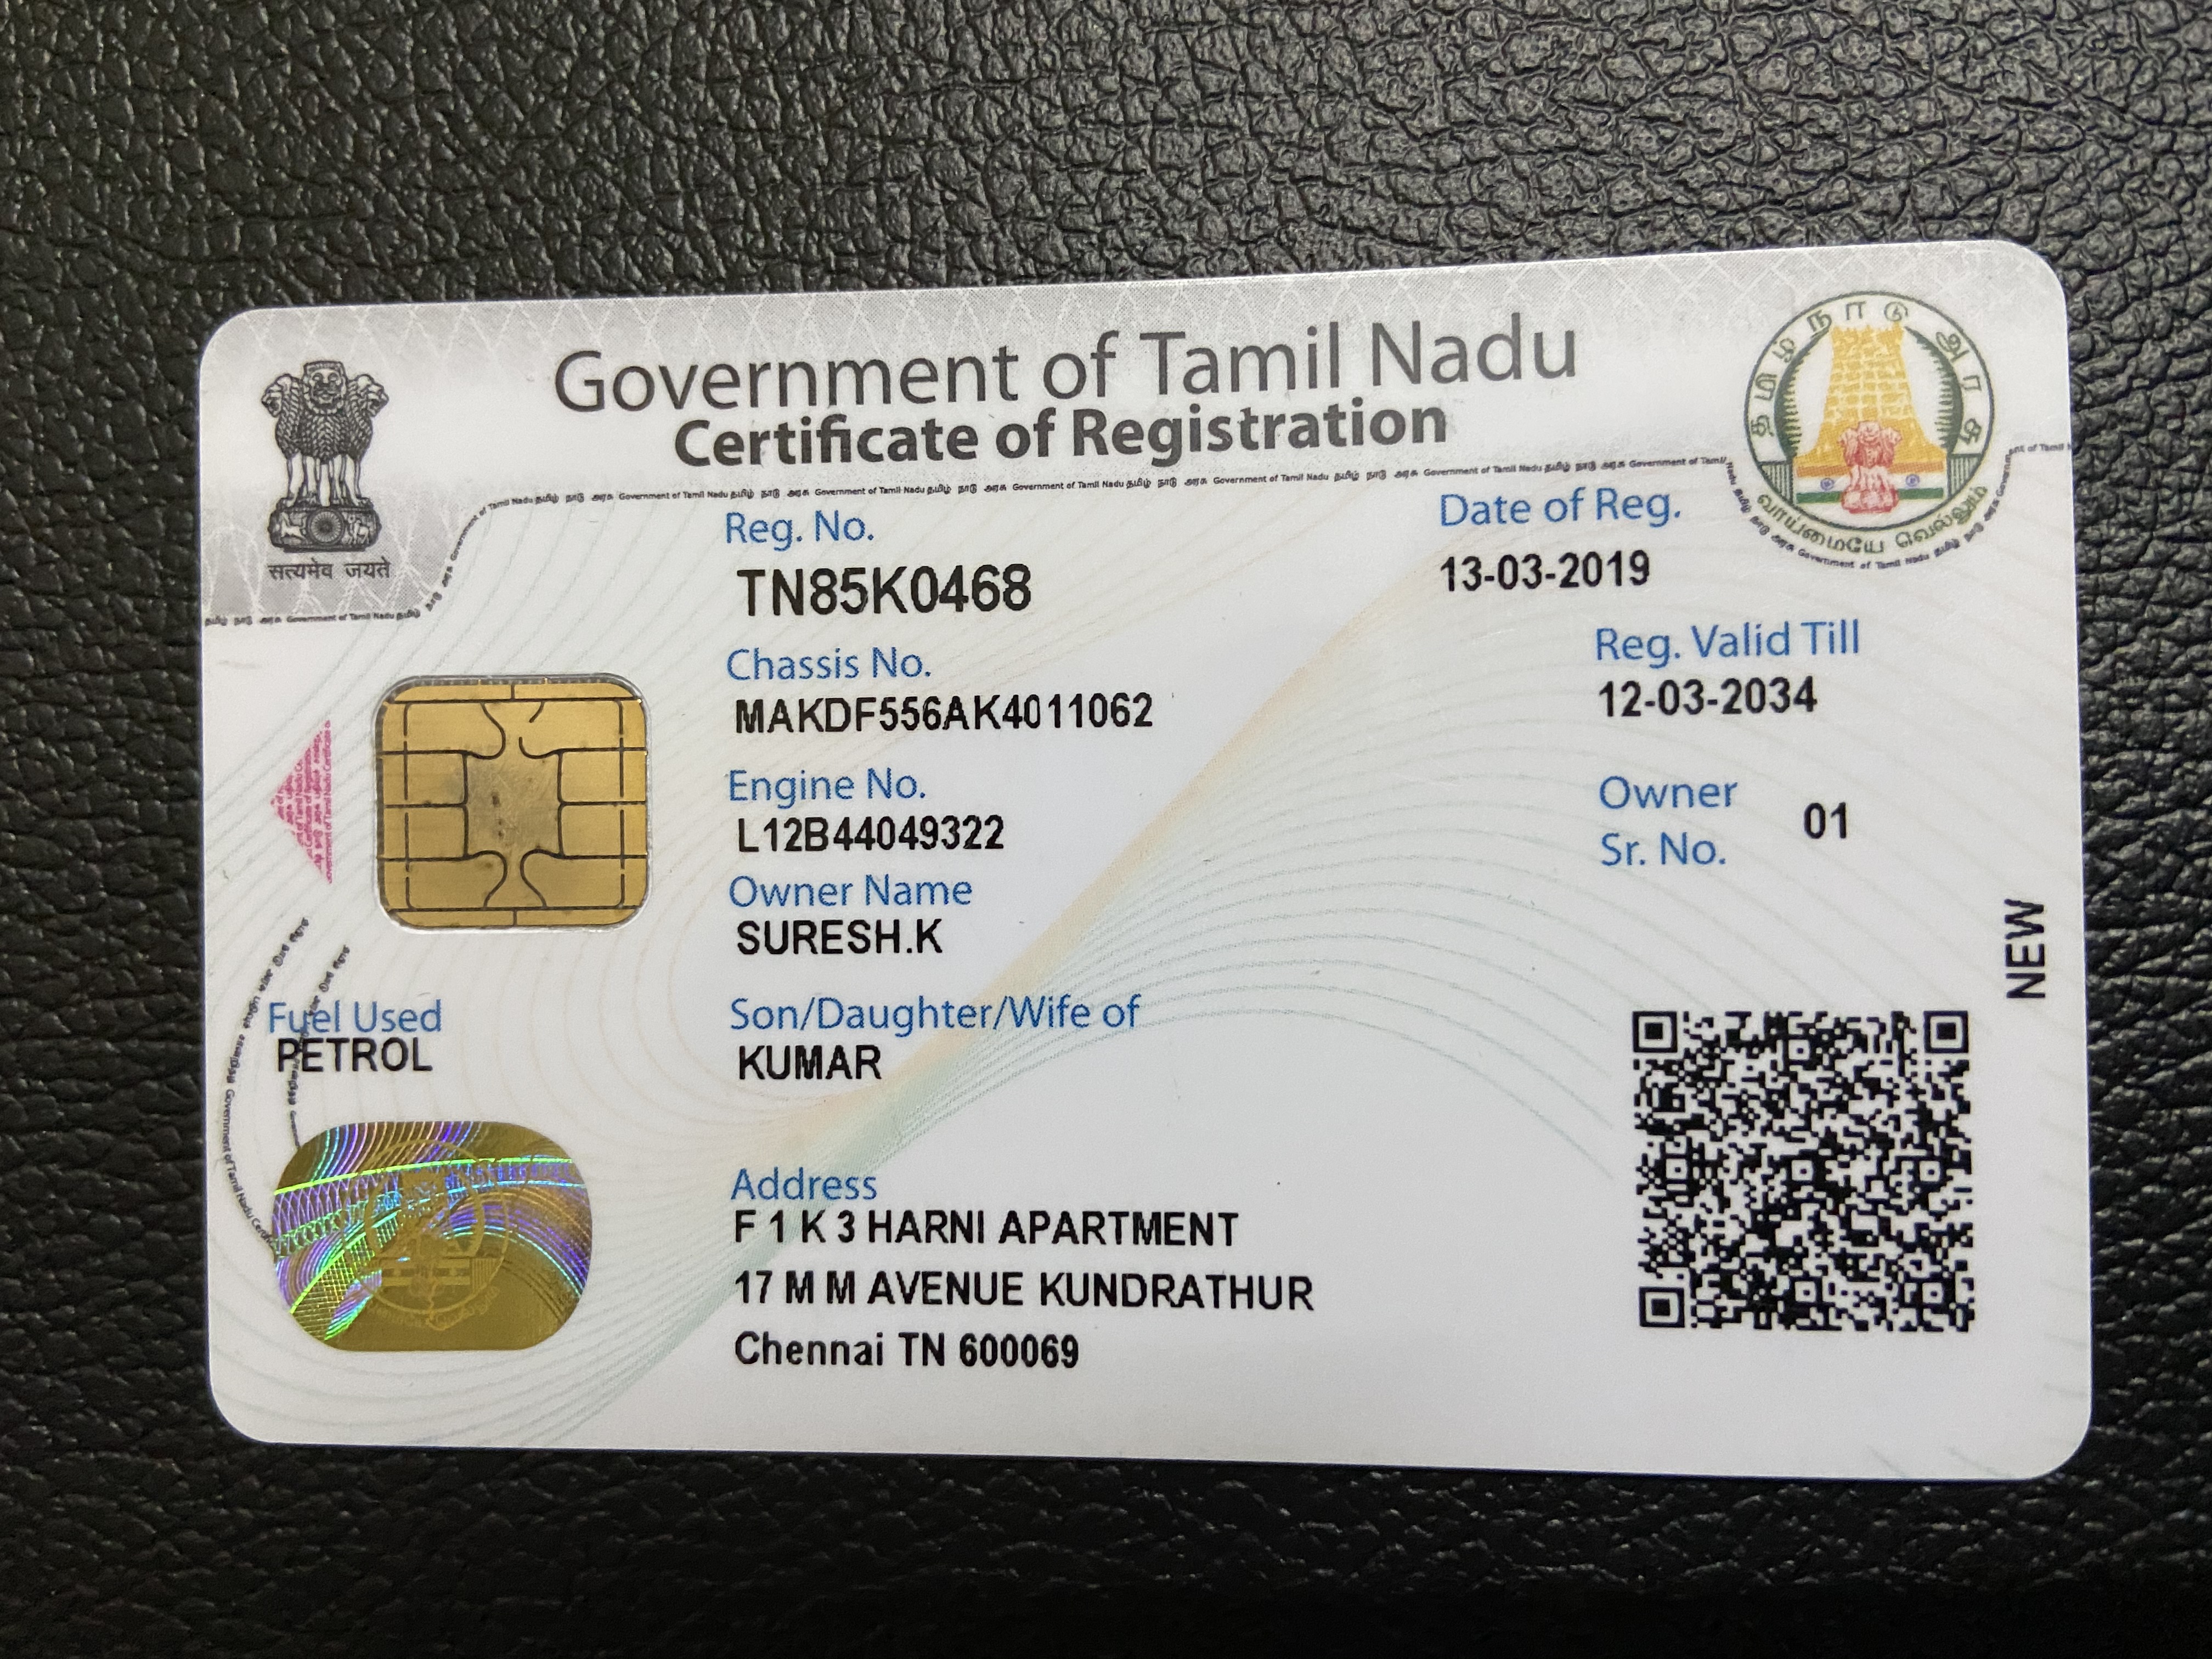 Government of Tamil Nadu
Certificate of Registration
सत्यमेव जयते
Reg. No.
TN85K0468
Date of Reg.
13-03-2019
Chassis No.
MAKDF556AK4011062
Reg. Valid Till
12-03-2034
Engine No.
L12B44049322
Owner
Sr. No. 01
Owner Name
SURESH.K
NEW
Fuel Used
PETROL
Son/Daughter/Wife of
KUMAR
Address
F 1 K 3 HARNI APARTMENT
17 M M AVENUE KUNDRATHUR
Chennai TN 600069
தமிழ்நாடு அரசு
வாய்மையே வெல்லும்